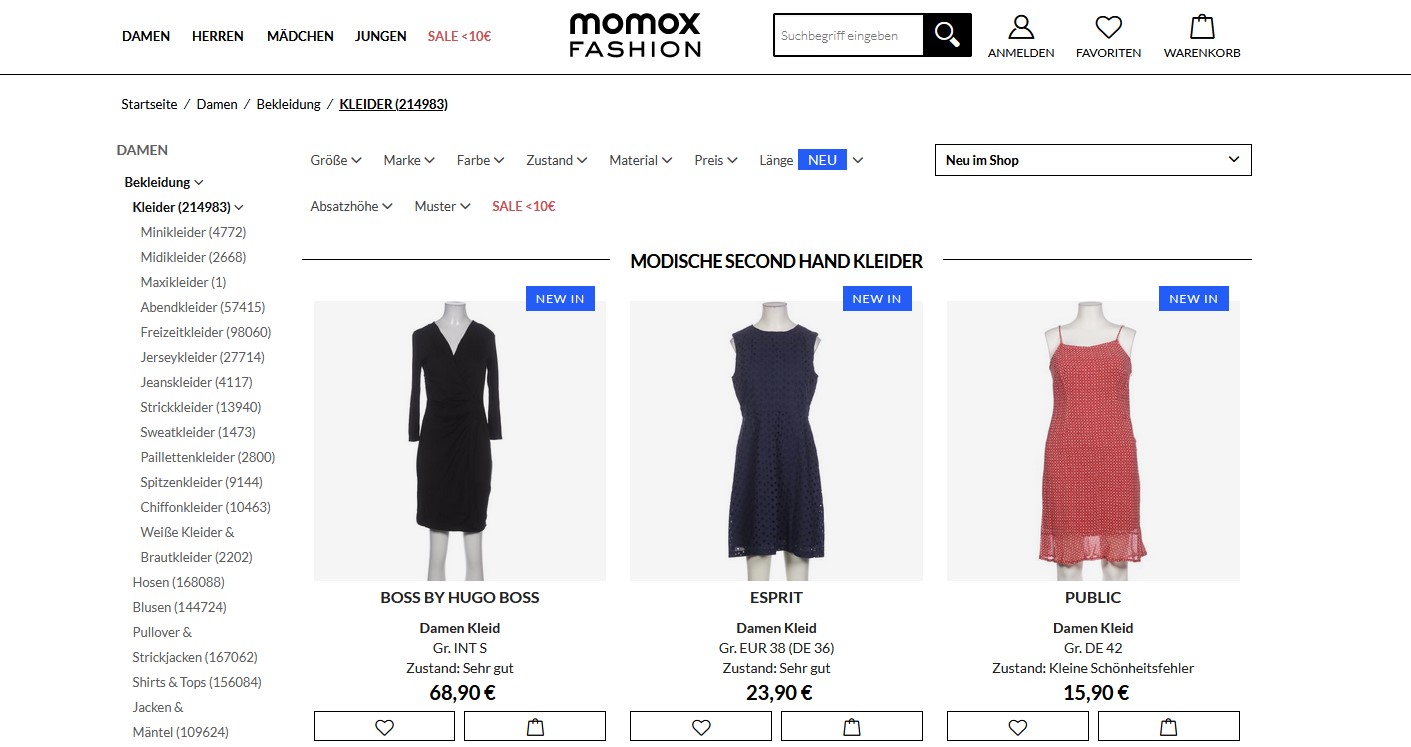 DAMEN HERREN MÄDCHEN JUNGEN SALE <10€
momox
FASHION
Suchbegriff eingeben
ANMELDEN FAVORITEN WARENKORB
Startseite / Damen / Bekleidung / KLEIDER (214983)
DAMEN
Bekleidung
Kleider (214983)
Minikleider (4772)
Midikleider (2668)
Maxikleider (1)
Abendkleider (57415)
Freizeitkleider (98060)
Jerseykleider (27714)
Jeanskleider (4117)
Strickkleider (13940)
Sweatkleider (1473)
Paillettenkleider (2800)
Spitzenkleider (9144)
Chiffonkleider (10463)
Weiße Kleider &
Brautkleider (2202)
Hosen (168088)
Blusen (144724)
Pullover &
Strickjacken (167062)
Shirts & Tops (156084)
Jacken &
Mäntel (109624)
Größe Marke Farbe Zustand Material Preis Länge NEU
Neu im Shop
Absatzhöhe Muster SALE <10€
MODISCHE SECOND HAND KLEIDER
NEW IN
BOSS BY HUGO BOSS
Damen Kleid
Gr. INT S
Zustand: Sehr gut
68,90 €
NEW IN
ESPRIT
Damen Kleid
Gr. EUR 38 (DE 36)
Zustand: Sehr gut
23,90 €
NEW IN
PUBLIC
Damen Kleid
Gr. DE 42
Zustand: Kleine Schönheitsfehler
15,90 €